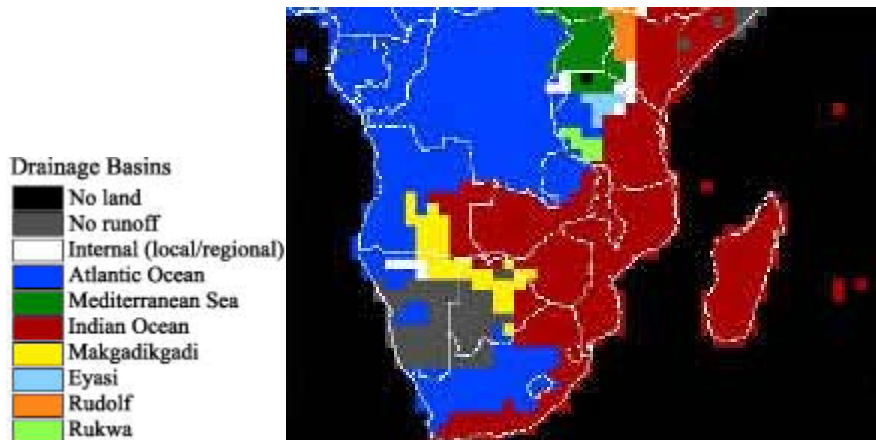 Drainage Basins
No land
No runoff
Internal (local/regional)
Atlantic Ocean
Mediterranean Sea
Indian Ocean
Makgadikgadi
Eyasi
Rudolf
Rukwa